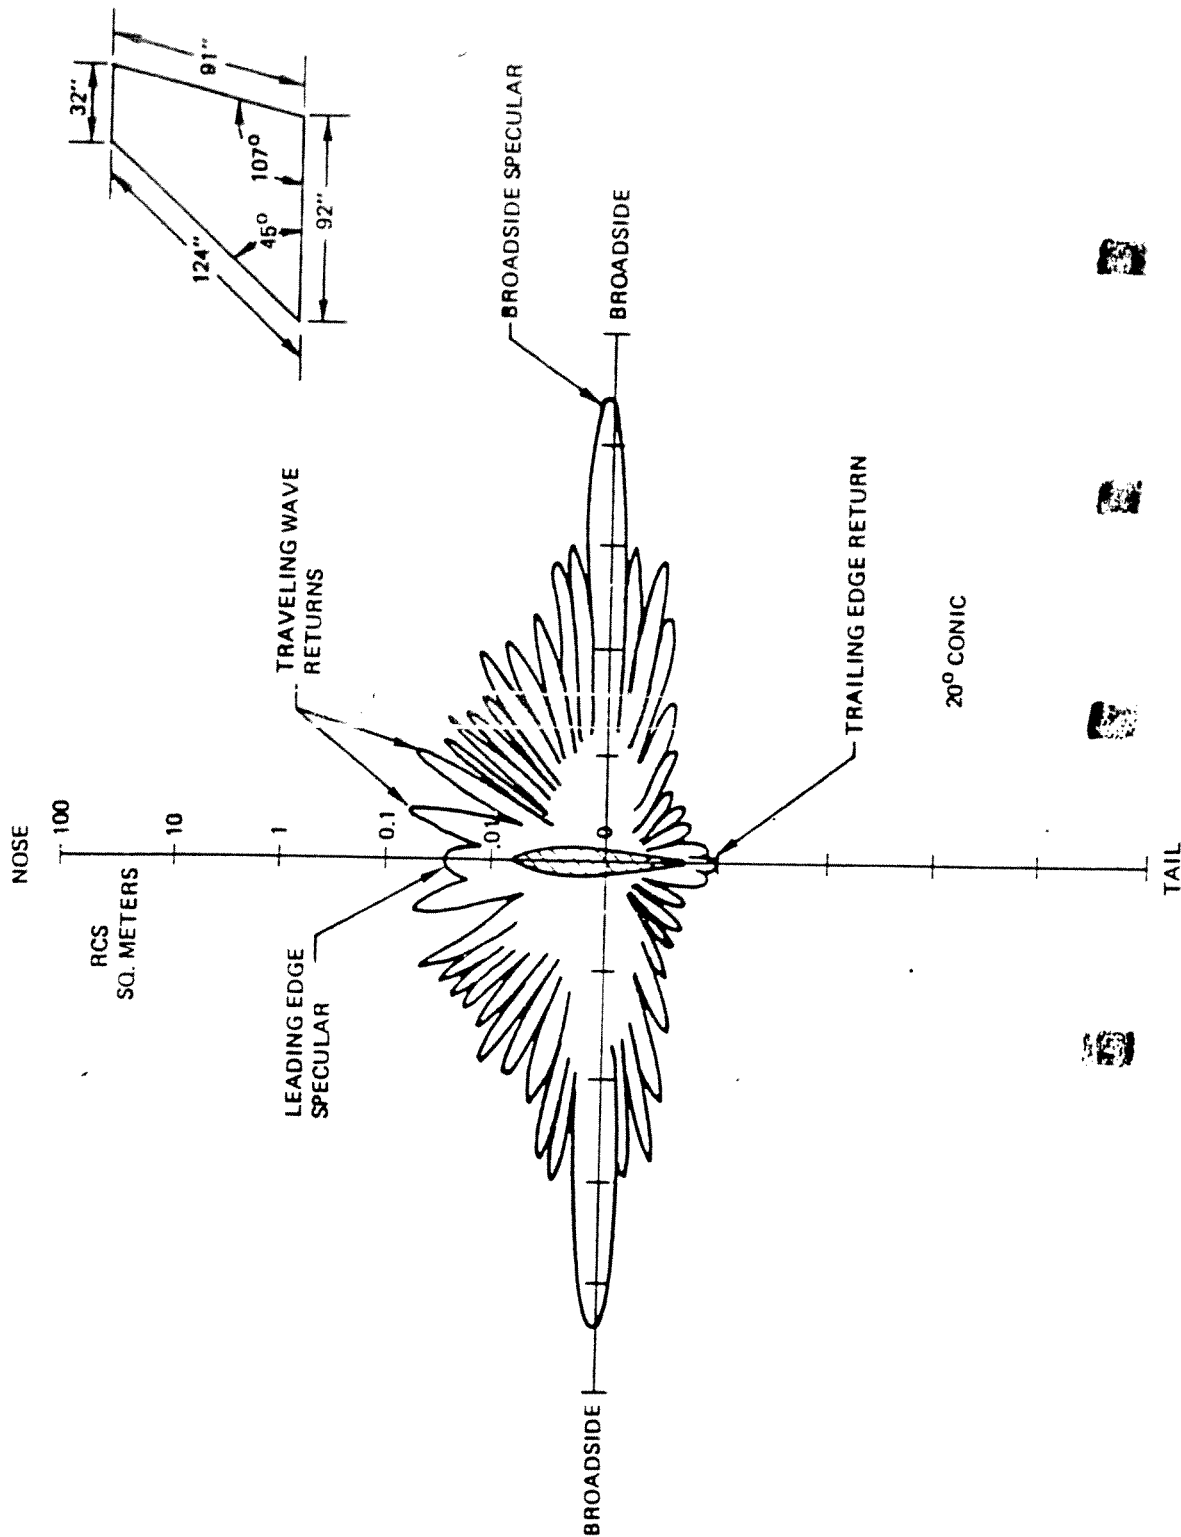 NOSE
100
RCS
SQ. METERS
10
1
0.1
.01
0
LEADING EDGE
SPECULAR
TRAVELING WAVE
RETURNS
32"
91"
107°
45°
124"
92"
BROADSIDE SPECULAR
BROADSIDE
BROADSIDE
TRAILING EDGE RETURN
20° CONIC
TAIL